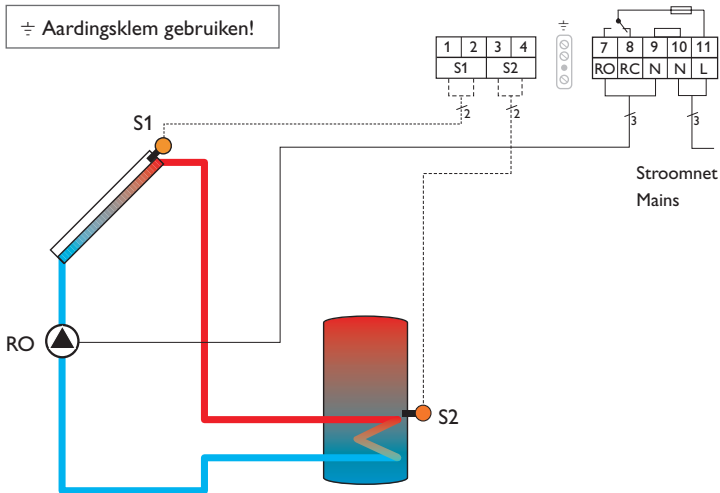 ⏚ Aardingsklem gebruiken!
⏚
1 2 3 4
S1 S2
7 8 9 10 11
RO RC N N L
2 2
3 3
S1
Stroomnet
Mains
RO
S2